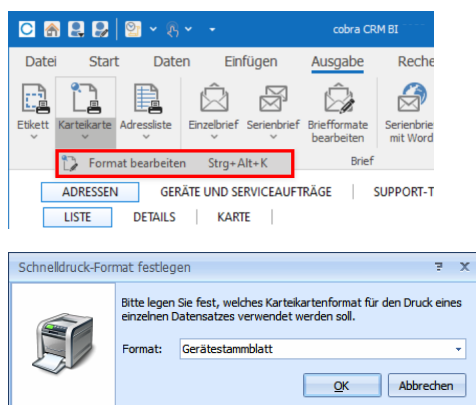 cobra CRM BI
Datei Start Daten Einfügen Ausgabe Reche
Etikett Karteikarte Adressliste Einzelbrief Serienbrief Briefformate bearbeiten Serienbrie mit Word
Format bearbeiten Strg+Alt+K Brief
ADRESSEN GERÄTE UND SERVICEAUFTRÄGE SUPPORT-T
LISTE DETAILS KARTE
Schnelldruck-Format festlegen
Bitte legen Sie fest, welches Karteikartenformat für den Druck eines
einzelnen Datensatzes verwendet werden soll.
Format: Gerätestammblatt
OK Abbrechen